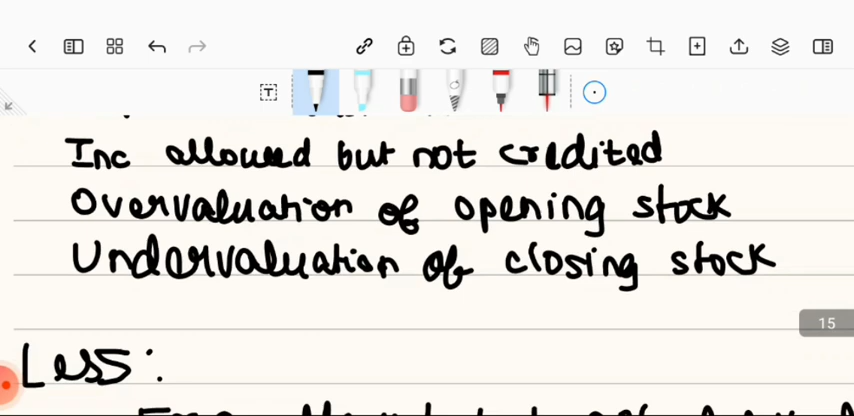 Inc allowed but not credited
Overvaluation of opening stock
Undervaluation of closing stock
15
Less: